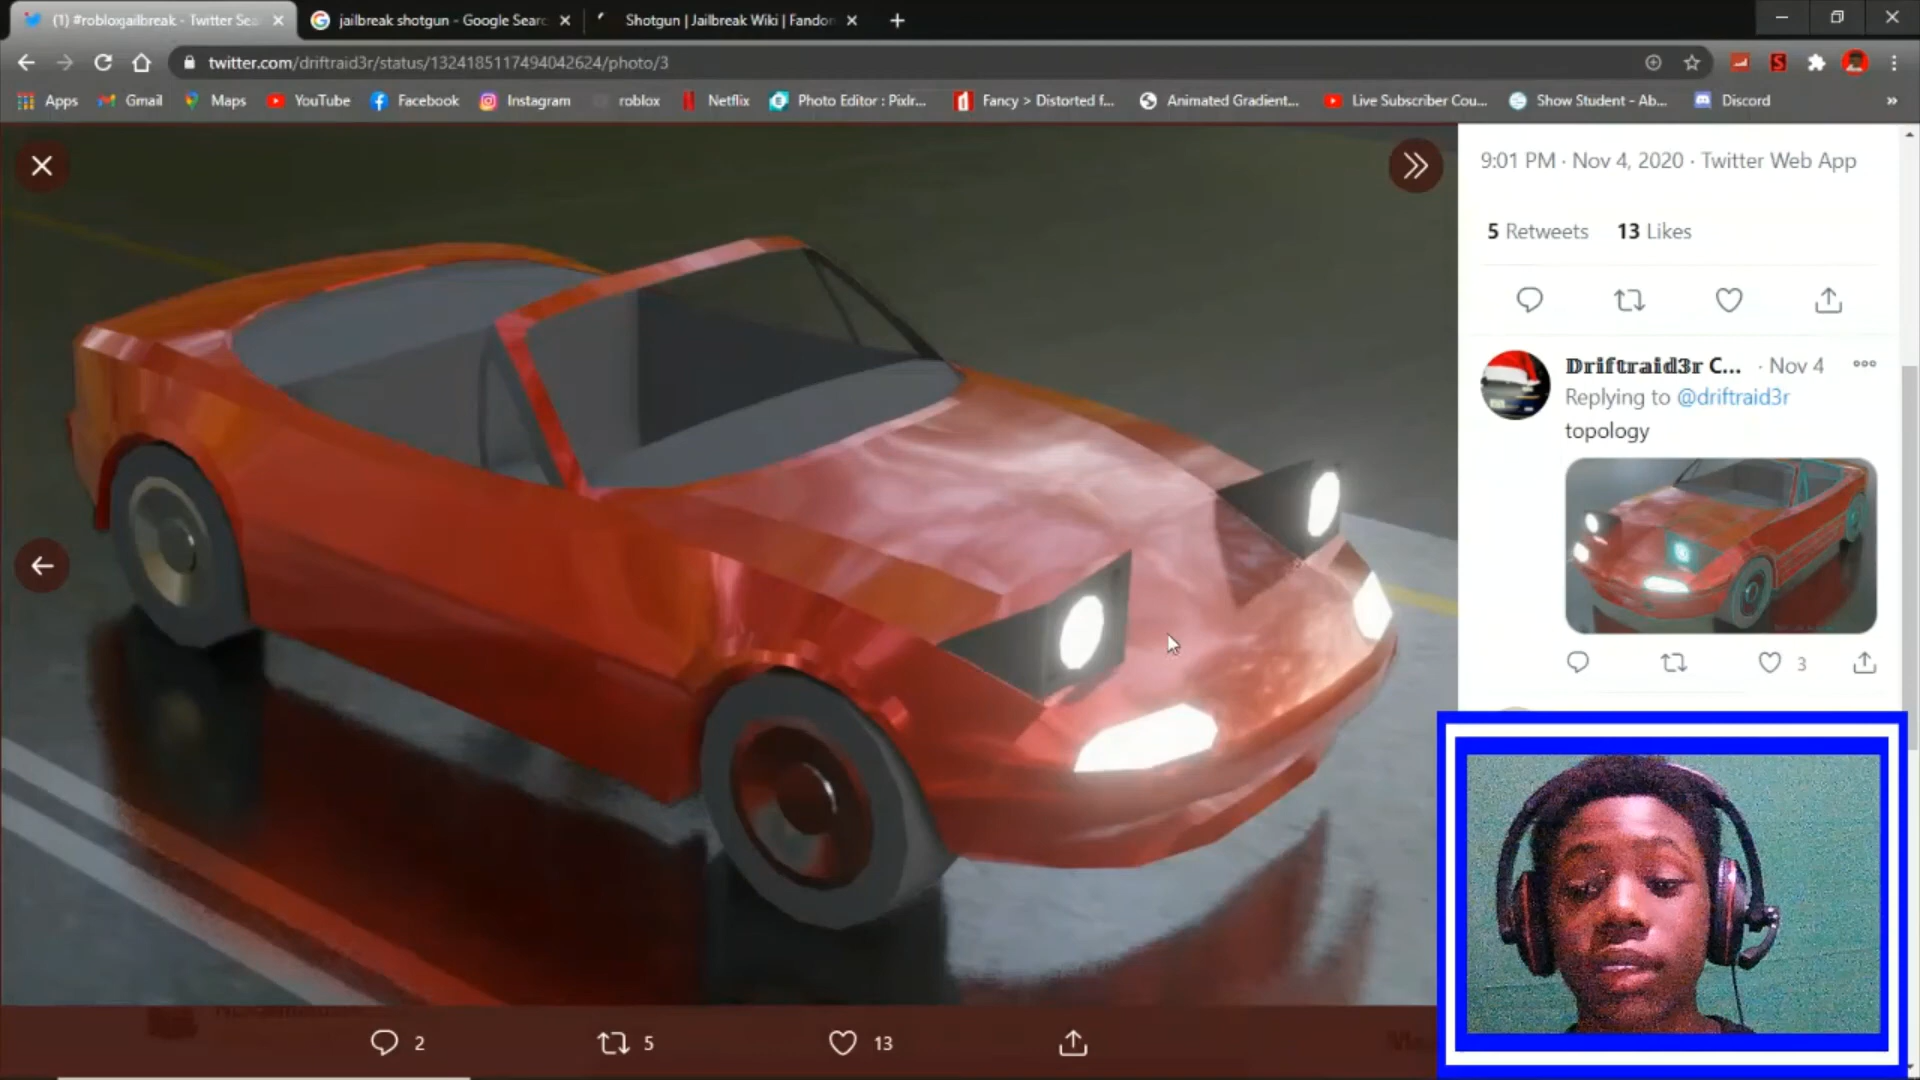 (1) #robloxjailbreak - Twitter Sea
jailbreak shotgun - Google Searc
Shotgun | Jailbreak Wiki | Fandon
twitter.com/driftraid3r/status/1324185117494042624/photo/3
Apps
Gmail
Maps
YouTube
Facebook
Instagram
roblox
Netflix
Photo Editor : Pixlr...
Fancy > Distorted f...
Animated Gradient...
Live Subscriber Cou...
Show Student - Ab...
Discord
9:01 PM · Nov 4, 2020 · Twitter Web App
5 Retweets 13 Likes
𝔻𝕣𝕚𝕗𝕥𝕣𝕒𝕚𝕕𝟛𝕣 ℂ... · Nov 4
Replying to @driftraid3r
topology
3
2
5
13